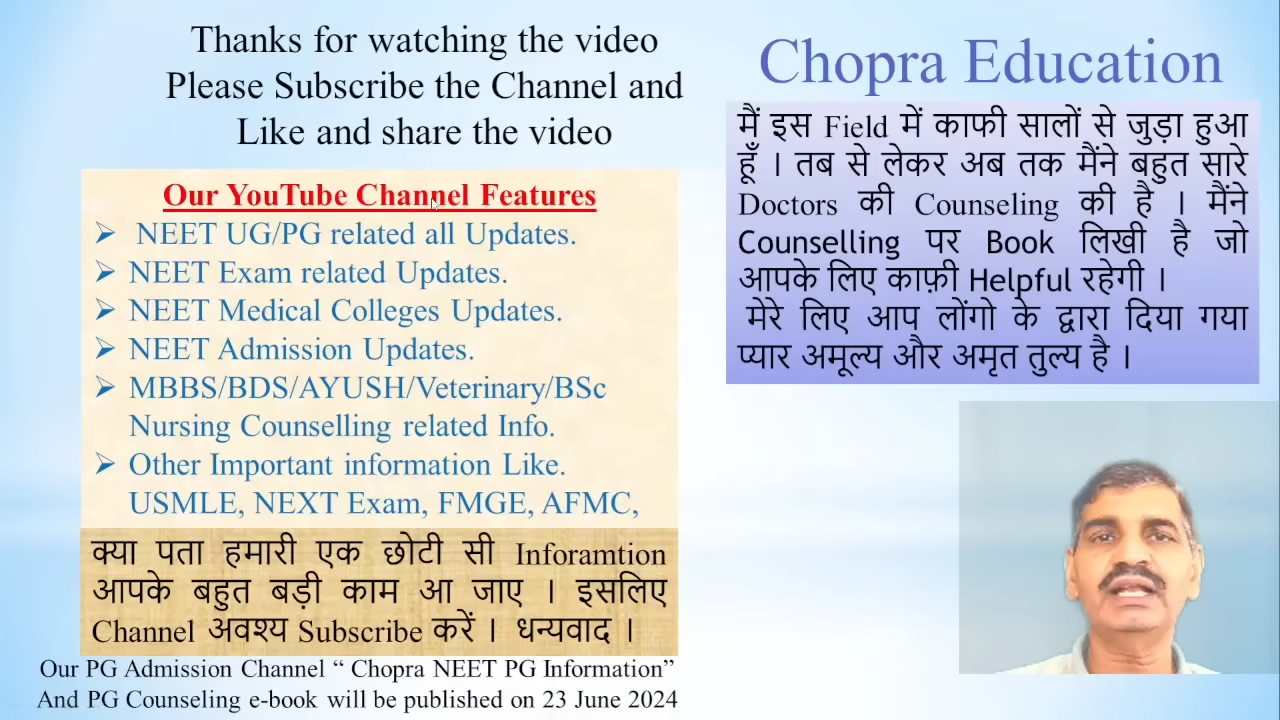 Thanks for watching the video
Please Subscribe the Channel and
Like and share the video
Our YouTube Channel Features
➢ NEET UG/PG related all Updates.
➢ NEET Exam related Updates.
➢ NEET Medical Colleges Updates.
➢ NEET Admission Updates.
➢ MBBS/BDS/AYUSH/Veterinary/BSc
Nursing Counselling related Info.
➢ Other Important information Like.
USMLE, NEXT Exam, FMGE, AFMC,
क्या पता हमारी एक छोटी सी Inforamtion
आपके बहुत बड़ी काम आ जाए । इसलिए
Channel अवश्य Subscribe करें । धन्यवाद ।
Our PG Admission Channel “ Chopra NEET PG Information”
And PG Counseling e-book will be published on 23 June 2024
Chopra Education
मैं इस Field में काफी सालों से जुड़ा हुआ
हूँ । तब से लेकर अब तक मैंने बहुत सारे
Doctors की Counseling की है । मैंने
Counselling पर Book लिखी है जो
आपके लिए काफ़ी Helpful रहेगी ।
मेरे लिए आप लोंगो के द्वारा दिया गया
प्यार अमूल्य और अमृत तुल्य है ।